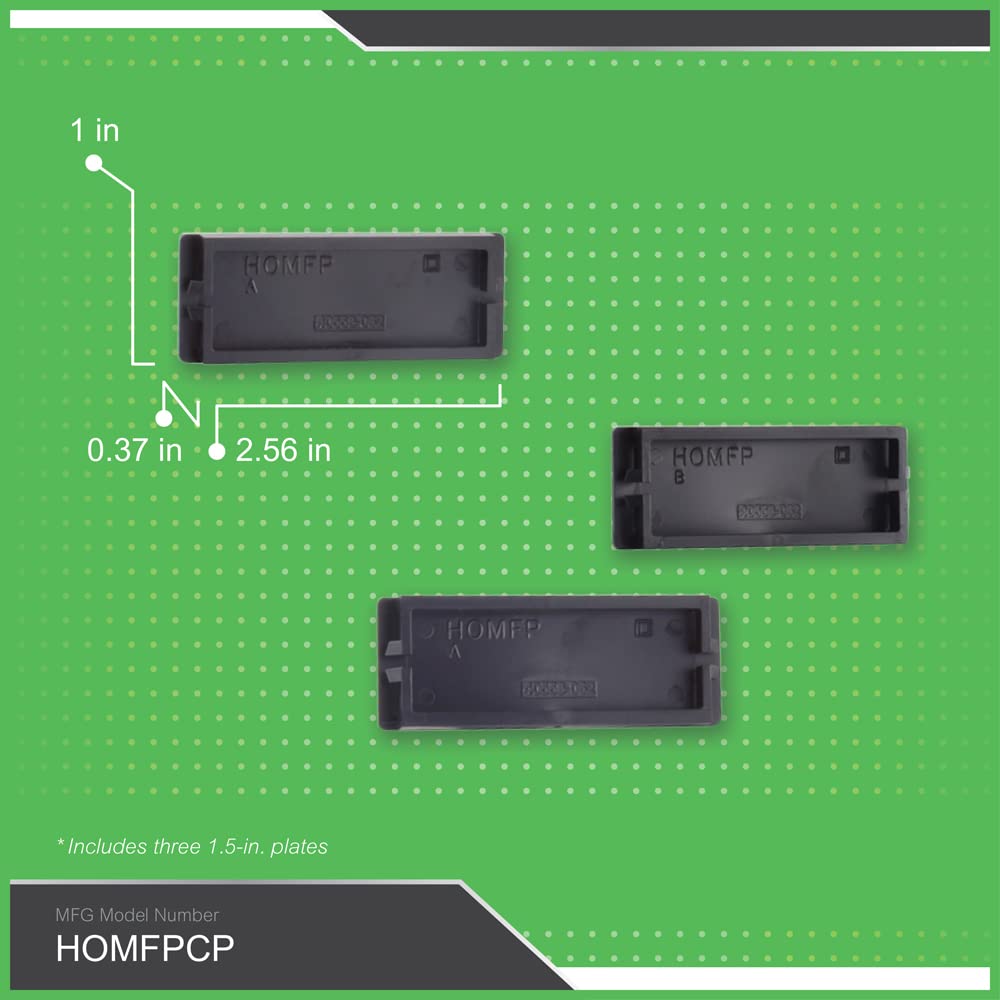 1 in
HOMFP
A
0.37 in
2.56 in
HOMFP
B
HOMFP
A
* Includes three 1.5-in. plates
MFG Model Number
HOMFPCP